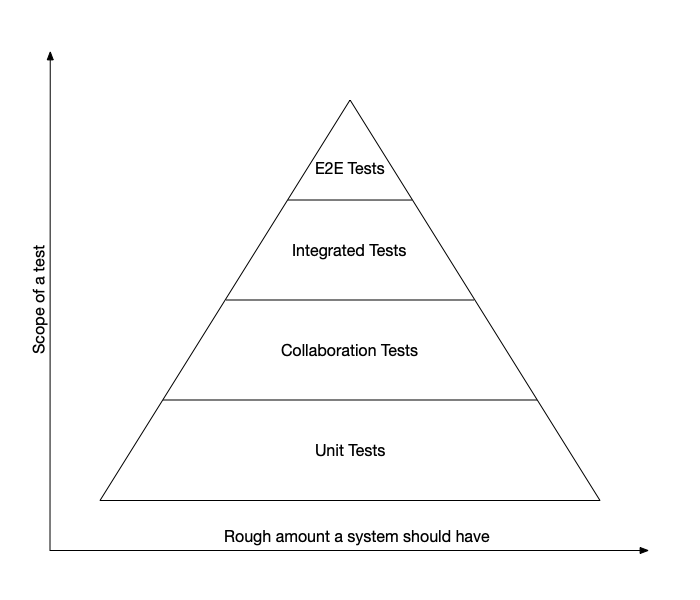 E2E Tests
Integrated Tests
Scope of a test
Collaboration Tests
Unit Tests
Rough amount a system should have